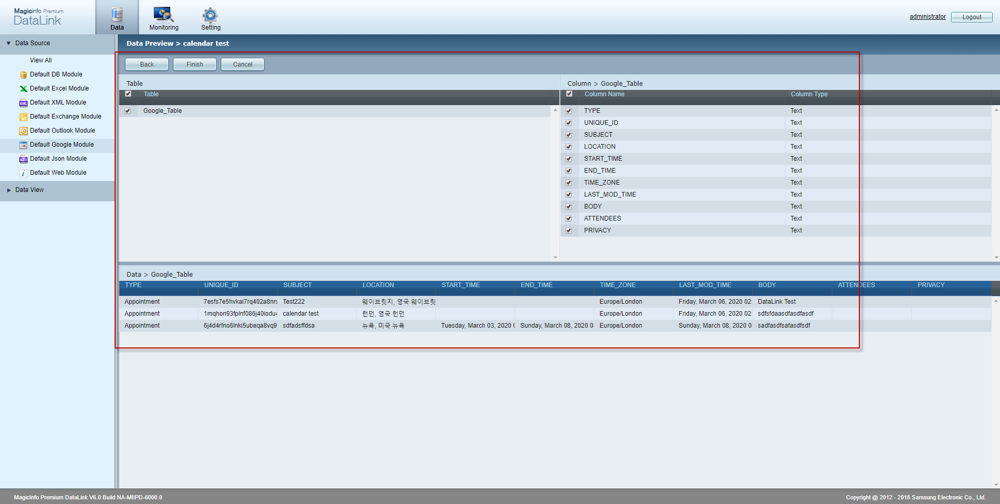 MagicInfo Premium
DataLink
Data
Monitoring
Setting
administrator
Logout
Data Source
View All
Default DB Module
Default Excel Module
Default XML Module
Default Exchange Module
Default Outlook Module
Default Google Module
Default Json Module
Default Web Module
Data View
Data Preview > calendar test
Back Finish Cancel
Table
Table
Google_Table
Column > Google_Table
Column Name Column Type
TYPE Text
UNIQUE_ID Text
SUBJECT Text
LOCATION Text
START_TIME Text
END_TIME Text
TIME_ZONE Text
LAST_MOD_TIME Text
BODY Text
ATTENDEES Text
PRIVACY Text
Data > Google_Table
TYPE UNIQUE_ID SUBJECT LOCATION START_TIME END_TIME TIME_ZONE LAST_MOD_TIME BODY ATTENDEES PRIVACY
Appointment Test222 웨이브릿지, 영국 웨이브릿 Europe/London Friday, March 06, 2020 02: DataLink Test
Appointment calendar test 런던, 영국 런던 Europe/London Friday, March 06, 2020 02: sdfsfdaasdfasdfasdf
Appointment sdfadsffdsa 뉴욕, 미국 뉴욕 Tuesday, March 03, 2020 Sunday, March 08, 2020 0 Europe/London Sunday, March 08, 2020 0 sadfasdfsafasdfsdf
MagicInfo Premium DataLink V6.0 Build NA-MIIPD-6000.0
Copyright @ 2012 - 2018 Samsung Electronic Co., Ltd.